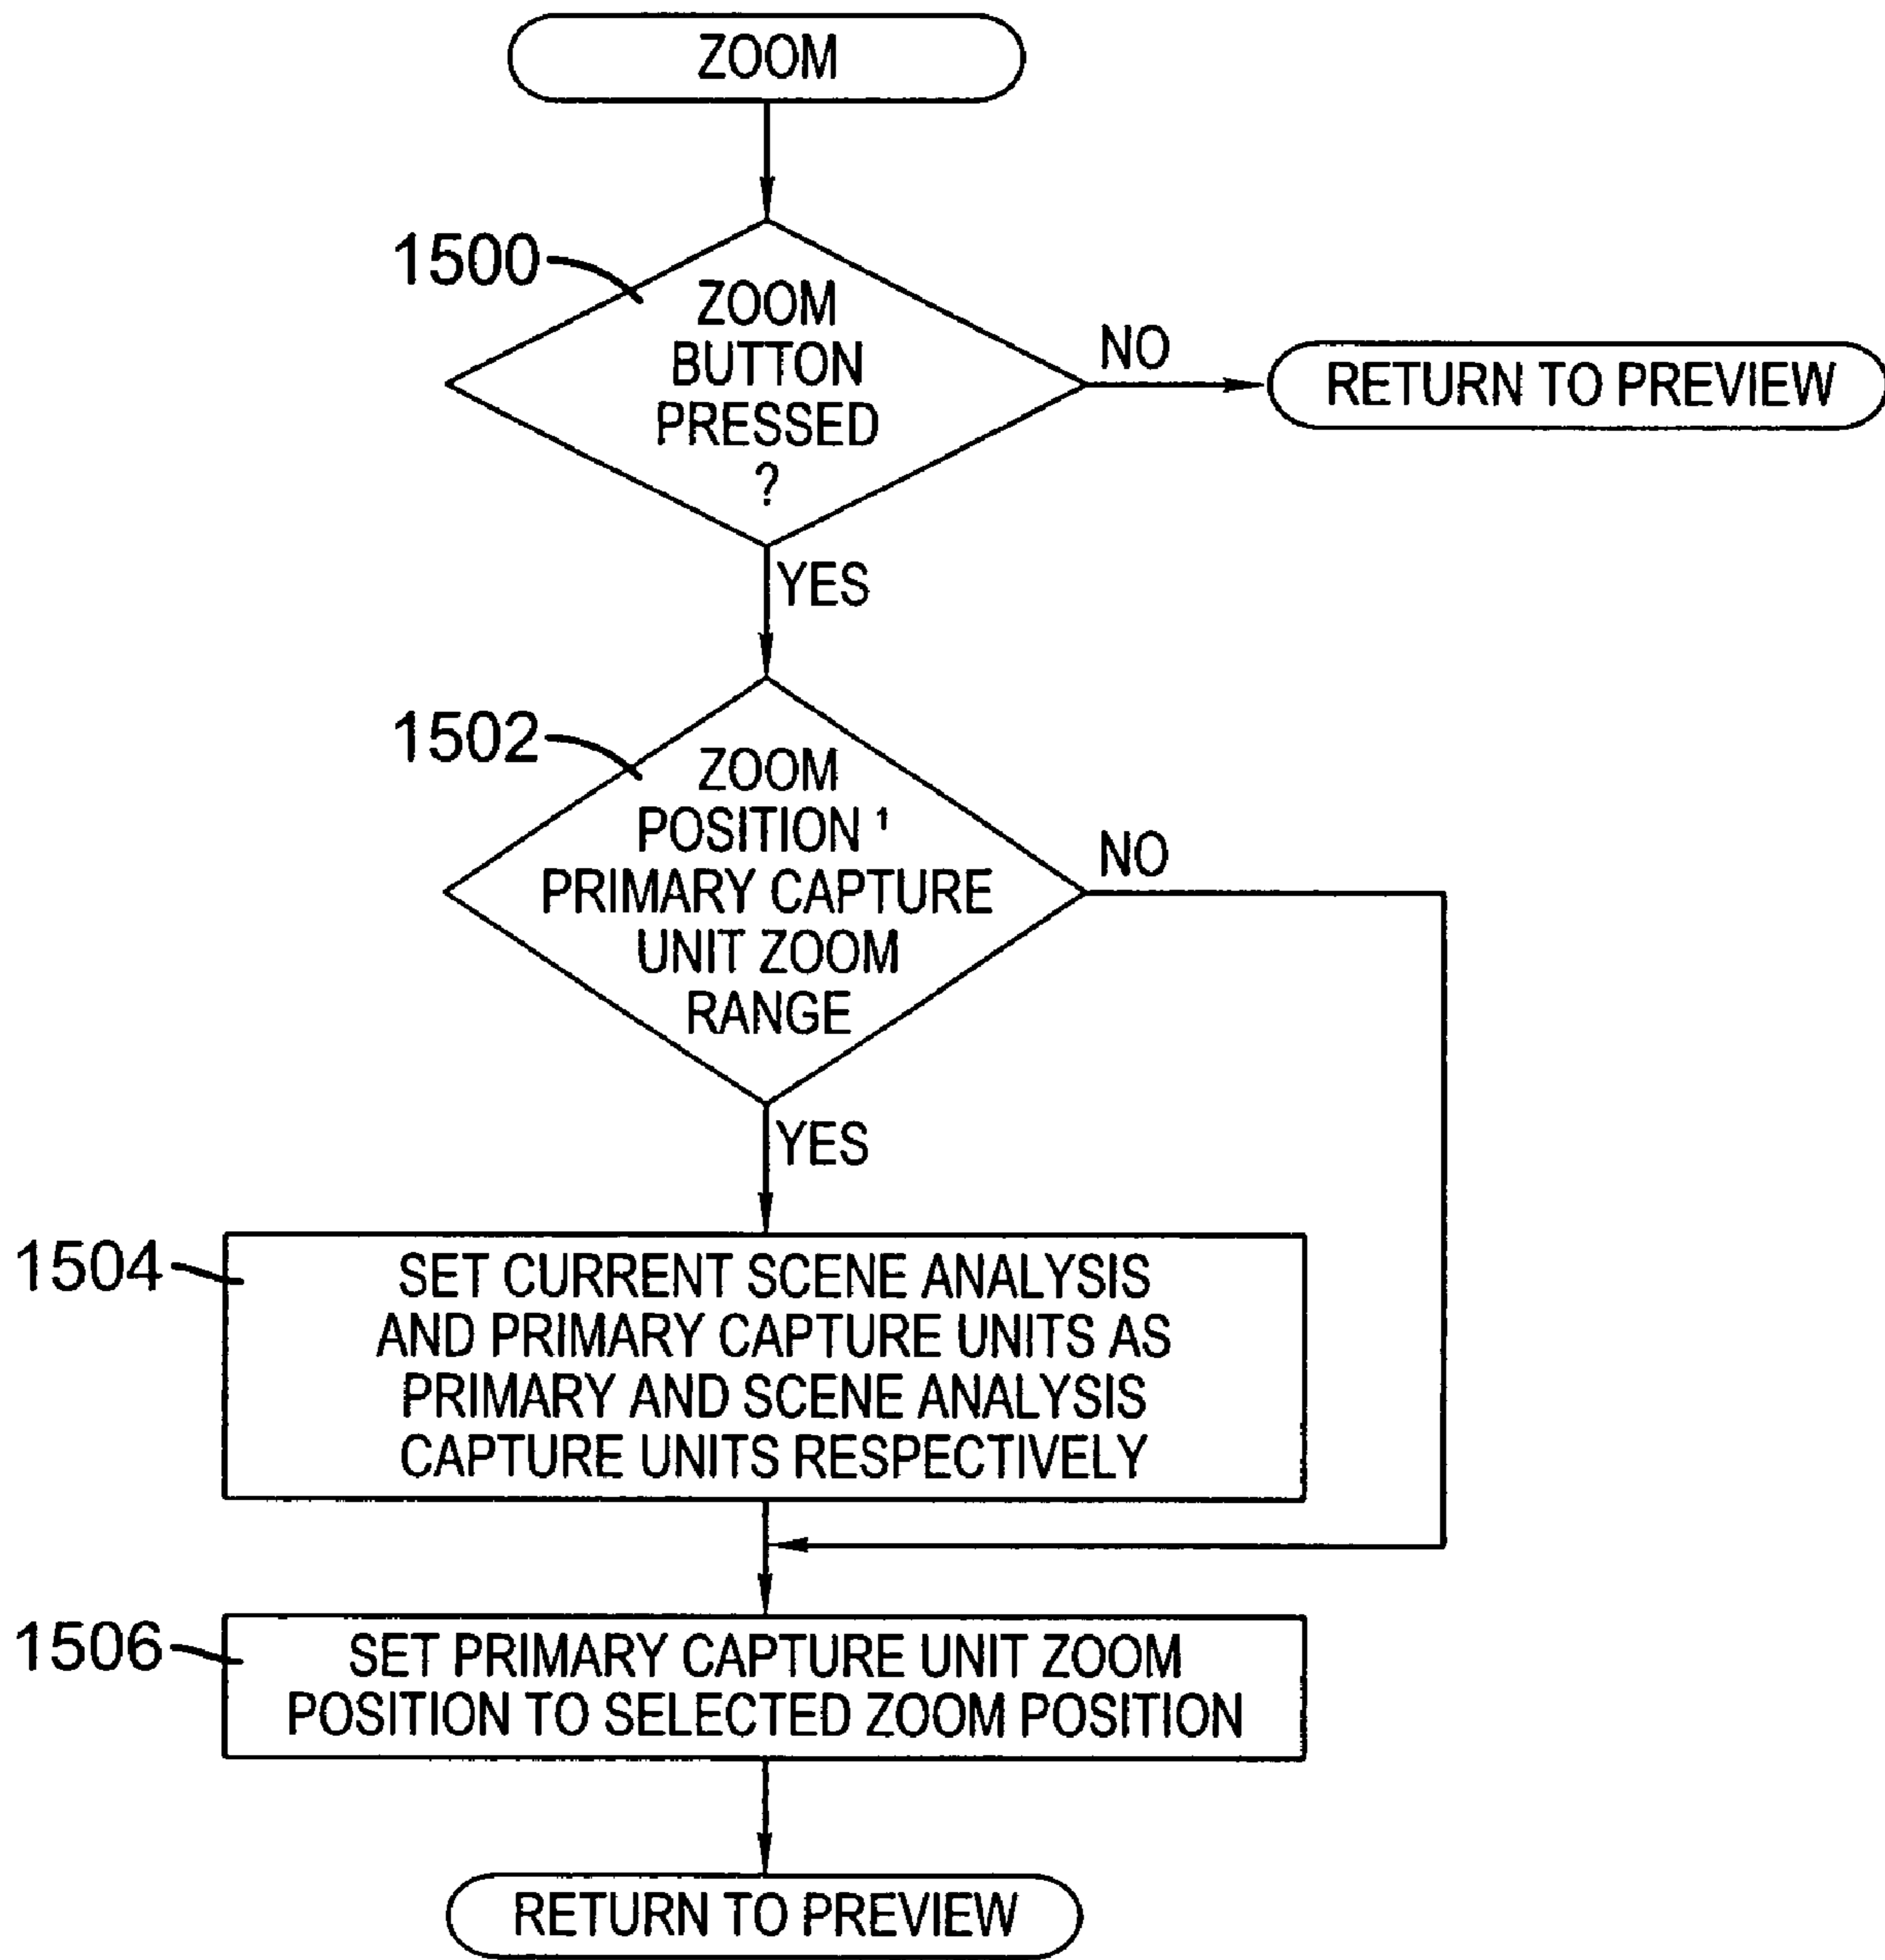 ZOOM
1500
ZOOM
BUTTON
PRESSED
?
NO
RETURN TO PREVIEW
YES
1502
ZOOM
POSITION ¹
PRIMARY CAPTURE
UNIT ZOOM
RANGE
NO
YES
1504
SET CURRENT SCENE ANALYSIS
AND PRIMARY CAPTURE UNITS AS
PRIMARY AND SCENE ANALYSIS
CAPTURE UNITS RESPECTIVELY
1506
SET PRIMARY CAPTURE UNIT ZOOM
POSITION TO SELECTED ZOOM POSITION
RETURN TO PREVIEW